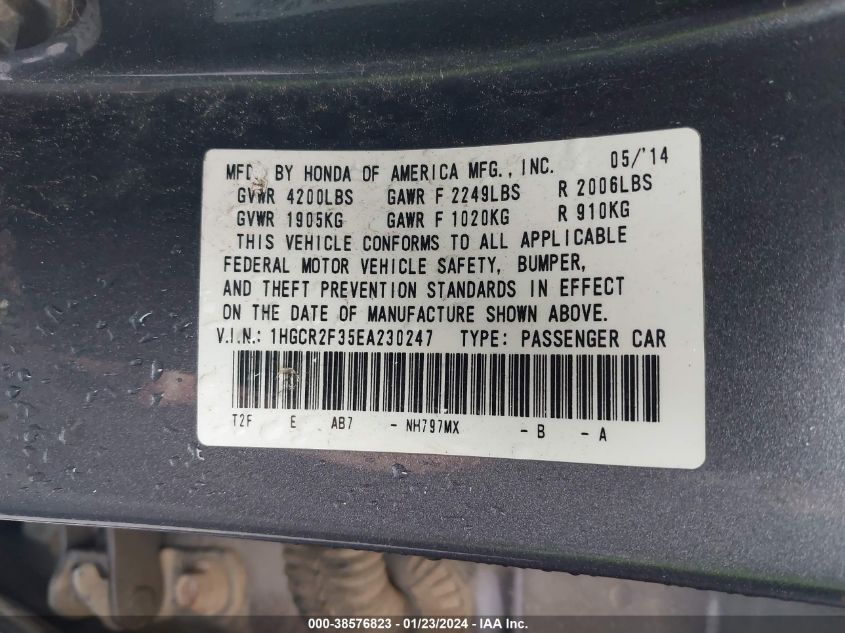 MFD. BY HONDA OF AMERICA MFG., INC. 05/'14
GVWR 4200LBS GAWR F 2249LBS R 2006LBS
GVWR 1905KG GAWR F 1020KG R 910KG
THIS VEHICLE CONFORMS TO ALL APPLICABLE
FEDERAL MOTOR VEHICLE SAFETY, BUMPER,
AND THEFT PREVENTION STANDARDS IN EFFECT
ON THE DATE OF MANUFACTURE SHOWN ABOVE.
V.I.N.: 1HGCR2F35EA230247 TYPE: PASSENGER CAR
T2F E AB7 - NH797MX - B - A
000-38576823 / 01/23/2024 - IAA Inc.